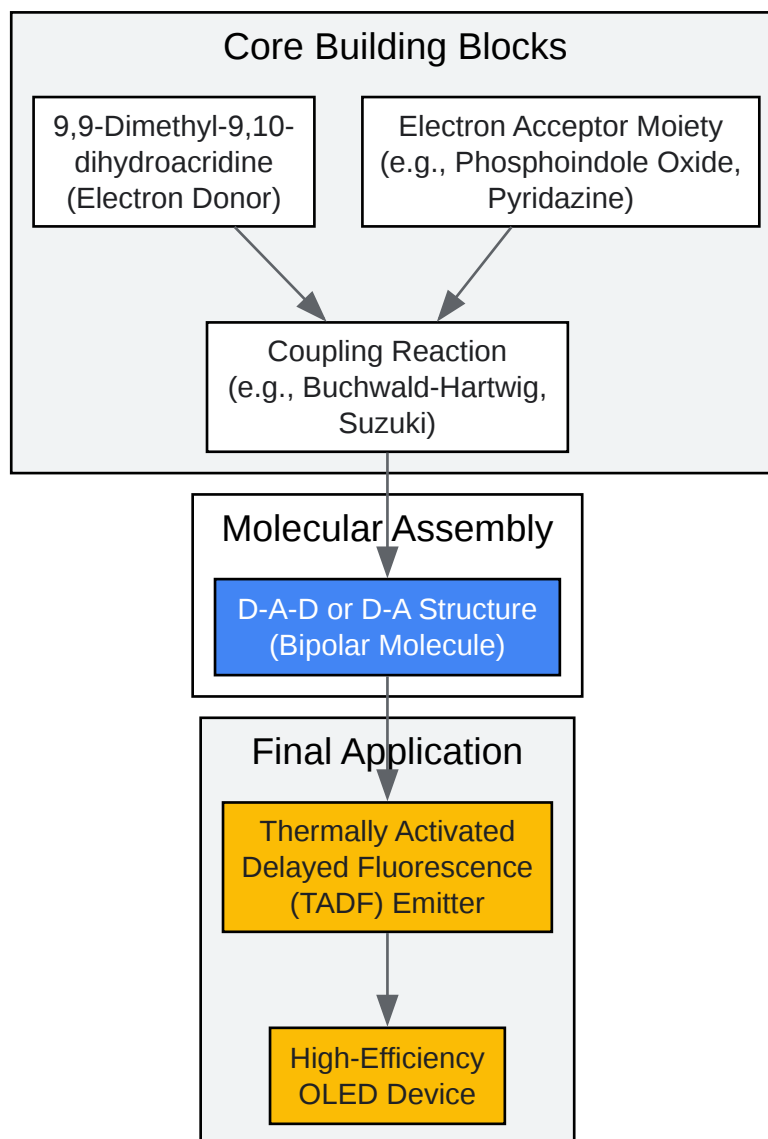 Core Building Blocks
9,9-Dimethyl-9,10-
dihydroacridine
(Electron Donor)
Electron Acceptor Moiety
(e.g., Phosphoindole Oxide,
Pyridazine)
Coupling Reaction
(e.g., Buchwald-Hartwig,
Suzuki)
Molecular Assembly
D-A-D or D-A Structure
(Bipolar Molecule)
Final Application
Thermally Activated
Delayed Fluorescence
(TADF) Emitter
High-Efficiency
OLED Device